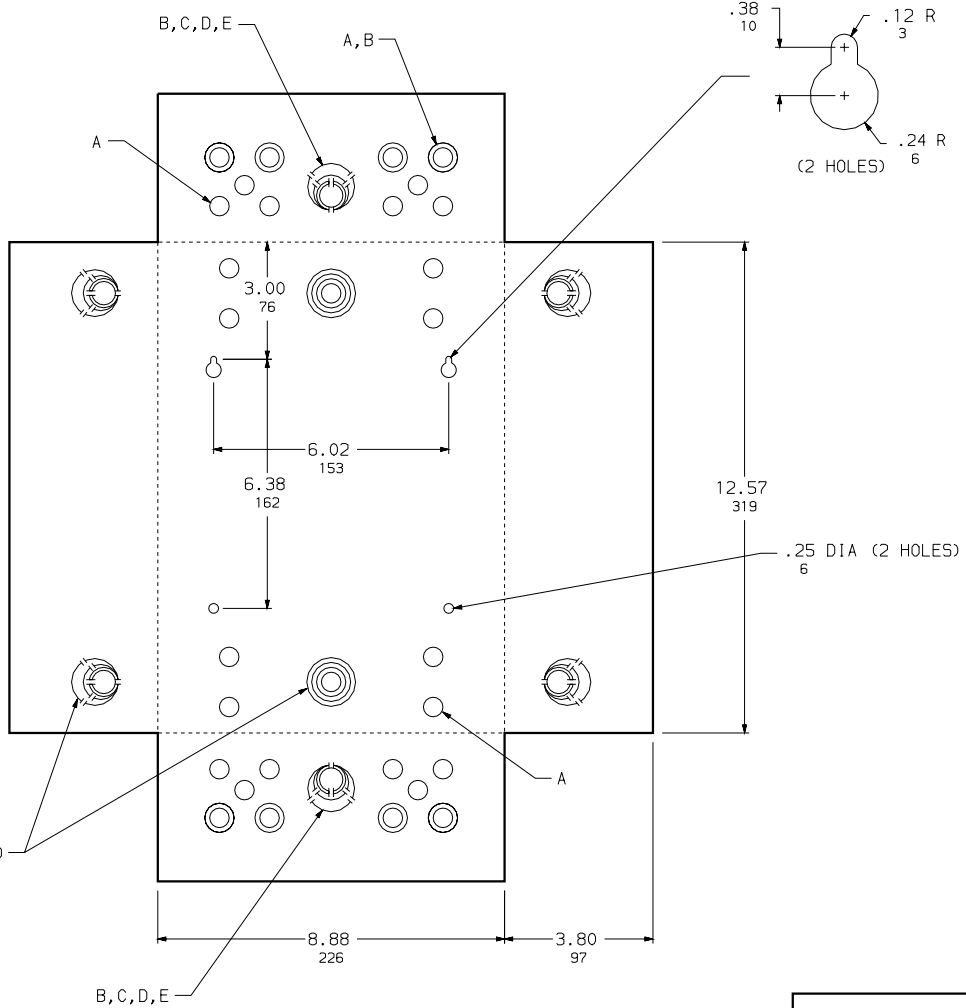 B,C,D,E
A,B
A
.38
10
.12 R
3
.24 R
6
(2 HOLES)
3.00
76
6.02
153
6.38
162
12.57
319
.25 DIA (2 HOLES)
6
A
8.88
226
3.80
97
B,C,D,E